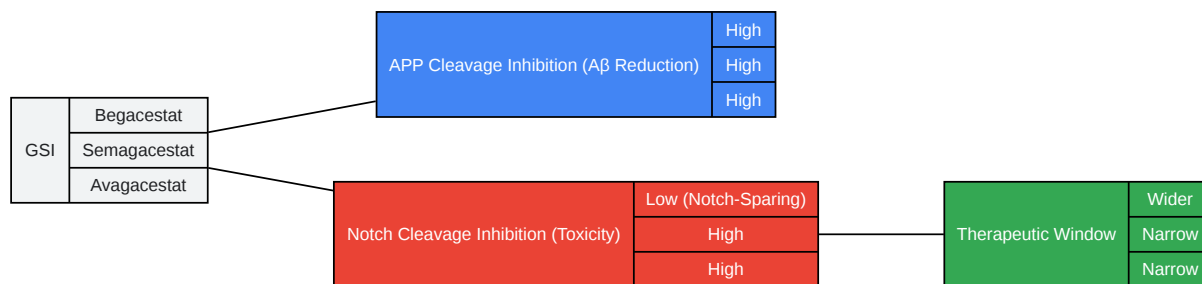 GSI
Begacestat
Semagacestat
Avagacestat
APP Cleavage Inhibition (Aβ Reduction)
High
High
High
Notch Cleavage Inhibition (Toxicity)
Low (Notch-Sparing)
High
High
Therapeutic Window
Wider
Narrow
Narrow